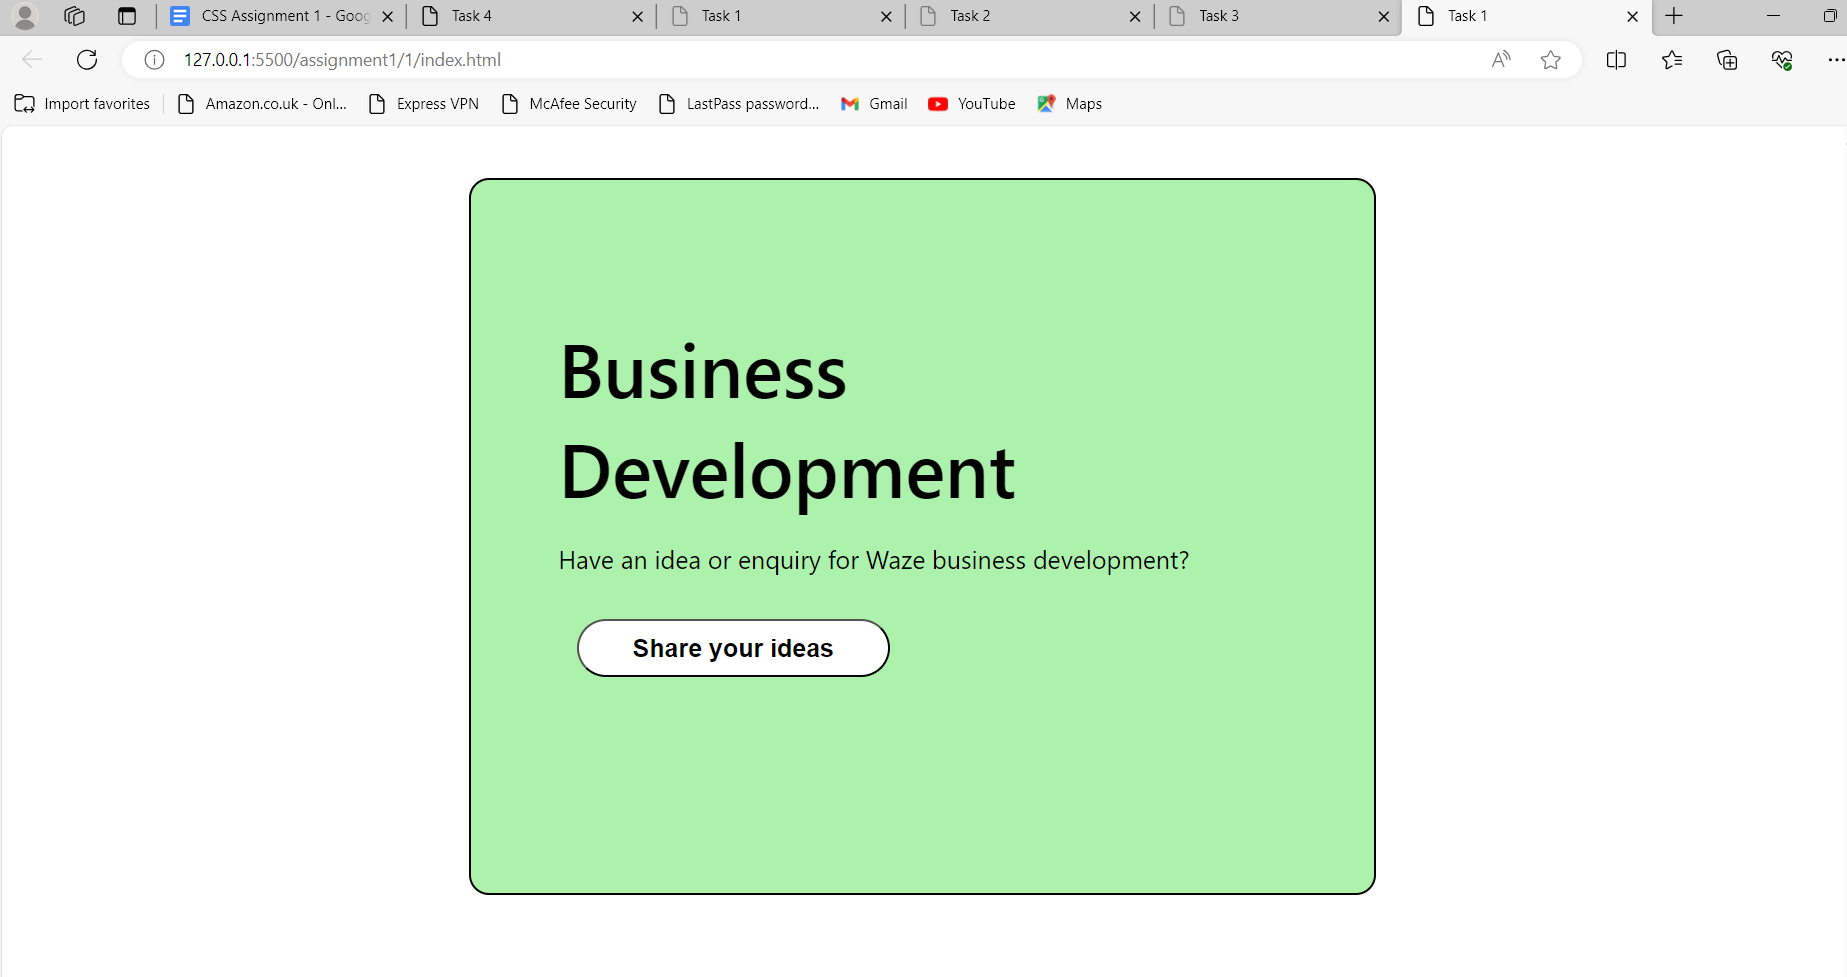 CSS Assignment 1 - Goog
Task 4
Task 1
Task 2
Task 3
Task 1
127.0.0.1:5500/assignment1/1/index.html
Import favorites
Amazon.co.uk - Onl...
Express VPN
McAfee Security
LastPass password...
Gmail
YouTube
Maps
Business
Development
Have an idea or enquiry for Waze business development?
Share your ideas